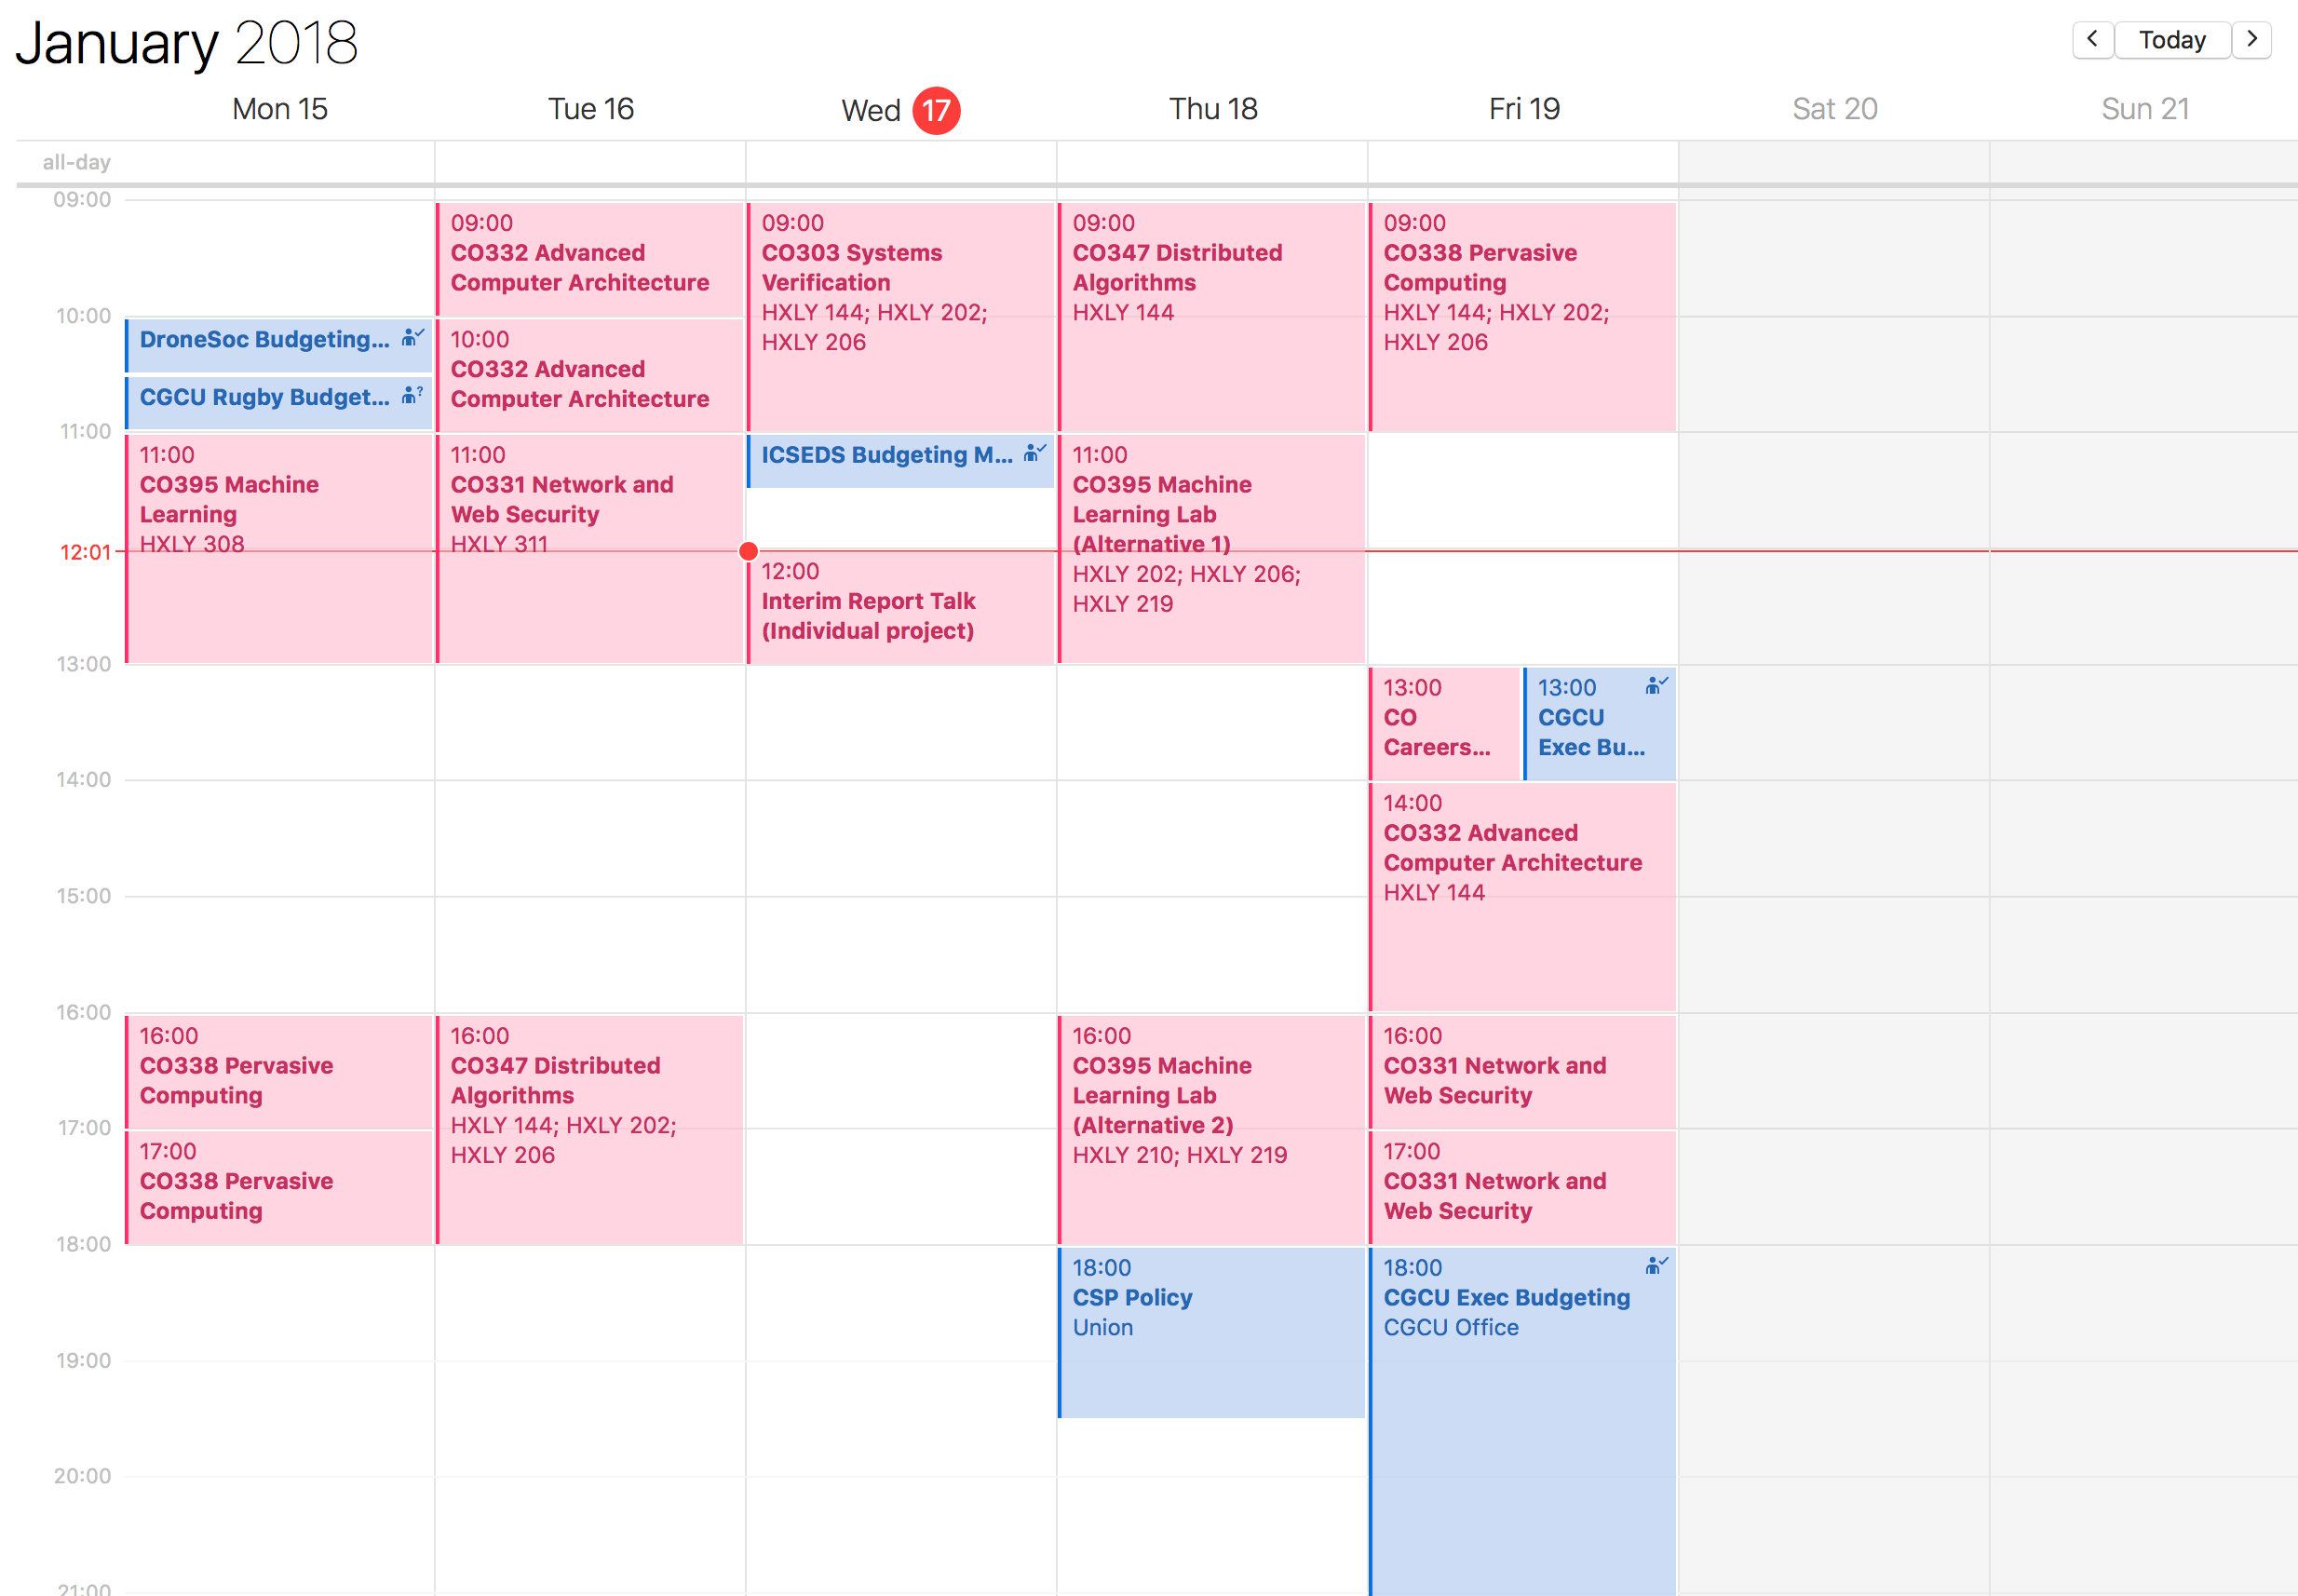 January 2018
Today
Mon 15
Tue 16
Wed 17
Thu 18
Fri 19
Sat 20
Sun 21
all-day
09:00
10:00
11:00
12:01
13:00
14:00
15:00
16:00
17:00
18:00
19:00
20:00
21:00
DroneSoc Budgeting...
CGCU Rugby Budget...
11:00
CO395 Machine
Learning
HXLY 308
16:00
CO338 Pervasive
Computing
17:00
CO338 Pervasive
Computing
09:00
CO332 Advanced
Computer Architecture
10:00
CO332 Advanced
Computer Architecture
11:00
CO331 Network and
Web Security
HXLY 311
16:00
CO347 Distributed
Algorithms
HXLY 144; HXLY 202;
HXLY 206
09:00
CO303 Systems
Verification
HXLY 144; HXLY 202;
HXLY 206
ICSEDS Budgeting M...
12:00
Interim Report Talk
(Individual project)
09:00
CO347 Distributed
Algorithms
HXLY 144
11:00
CO395 Machine
Learning Lab
(Alternative 1)
HXLY 202; HXLY 206;
HXLY 219
16:00
CO395 Machine
Learning Lab
(Alternative 2)
HXLY 210; HXLY 219
18:00
CSP Policy
Union
09:00
CO338 Pervasive
Computing
HXLY 144; HXLY 202;
HXLY 206
13:00
CO
Careers...
13:00
CGCU
Exec Bu...
14:00
CO332 Advanced
Computer Architecture
HXLY 144
16:00
CO331 Network and
Web Security
17:00
CO331 Network and
Web Security
18:00
CGCU Exec Budgeting
CGCU Office